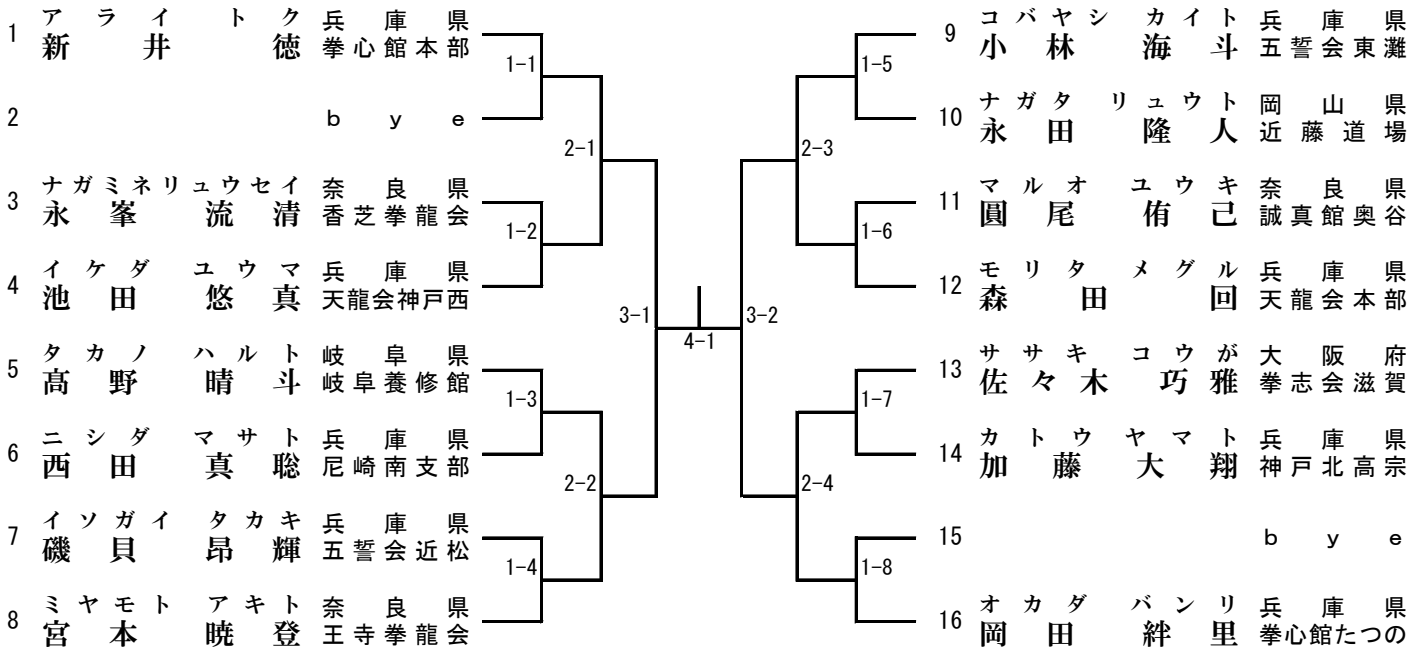 1 アライ トク 兵庫県
新井 徳 拳心館本部
1-1
2 bye
2-1
3 ナガミネリュウセイ 奈良県
永峯 流清 香芝拳龍会
1-2
4 イケダ ユウマ 兵庫県
池田 悠真 天龍会神戸西
3-1
5 タカノ ハルト 岐阜県
髙野 晴斗 岐阜養修館
1-3
6 ニシダ マサト 兵庫県
西田 真聡 尼崎南支部
2-2
7 イソガイ タカキ 兵庫県
磯貝 昂輝 五誓会近松
1-4
8 ミヤモト アキト 奈良県
宮本 暁登 王寺拳龍会
4-1
9 コバヤシ カイト 兵庫県
小林 海斗 五誓会東灘
1-5
10 ナガタ リュウト 岡山県
永田 隆人 近藤道場
2-3
11 マルオ ユウキ 奈良県
圓尾 侑己 誠真館奥谷
1-6
12 モリタ メグル 兵庫県
森田 回 天龍会本部
3-2
13 ササキ コウが 大阪府
佐々木 巧雅 拳志会滋賀
1-7
14 カトウヤマト 兵庫県
加藤 大翔 神戸北高宗
2-4
15 bye
1-8
16 オカダ バンリ 兵庫県
岡田 絆里 拳心館たつの